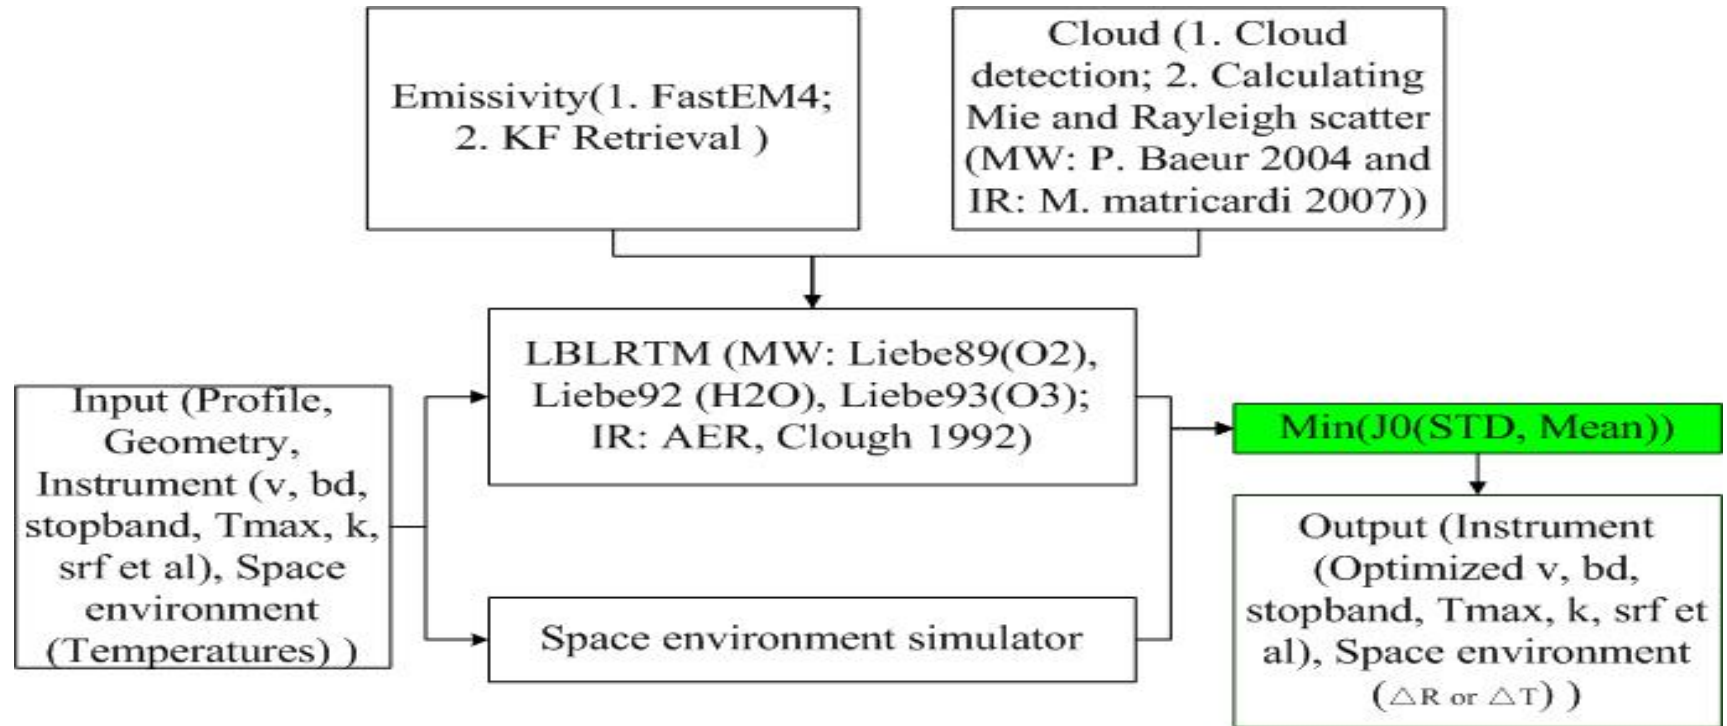 Emissivity(1. FastEM4;
2. KF Retrieval )
Cloud (1. Cloud
detection; 2. Calculating
Mie and Rayleigh scatter
(MW: P. Baeur 2004 and
IR: M. matricardi 2007))
LBLRTM (MW: Liebe89(O2),
Liebe92 (H2O), Liebe93(O3);
IR: AER, Clough 1992)
Input (Profile,
Geometry,
Instrument (v, bd,
stopband, Tmax, k,
srf et al), Space
environment
(Temperatures) )
Space environment simulator
Min(J0(STD, Mean))
Output (Instrument
(Optimized v, bd,
stopband, Tmax, k, srf et
al), Space environment
(△R or △T) )